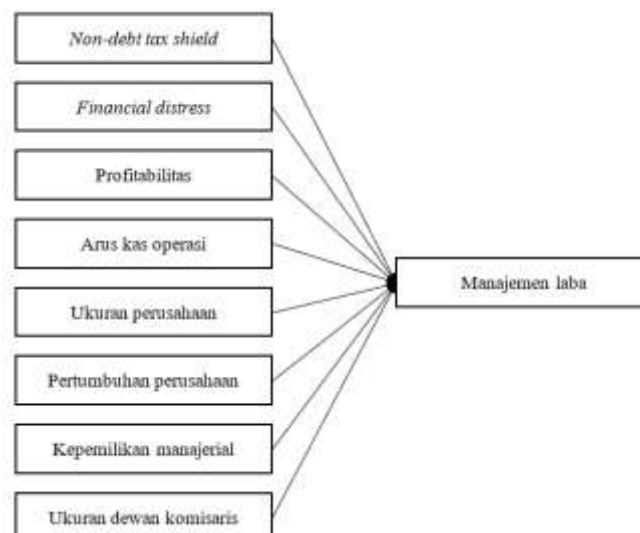 Non-debt tax shield
Financial distress
Profitabilitas
Arus kas operasi
Ukuran perusahaan
Manajemen laba
Pertumbuhan perusahaan
Kepemilikan manajerial
Ukuran dewan komisaris